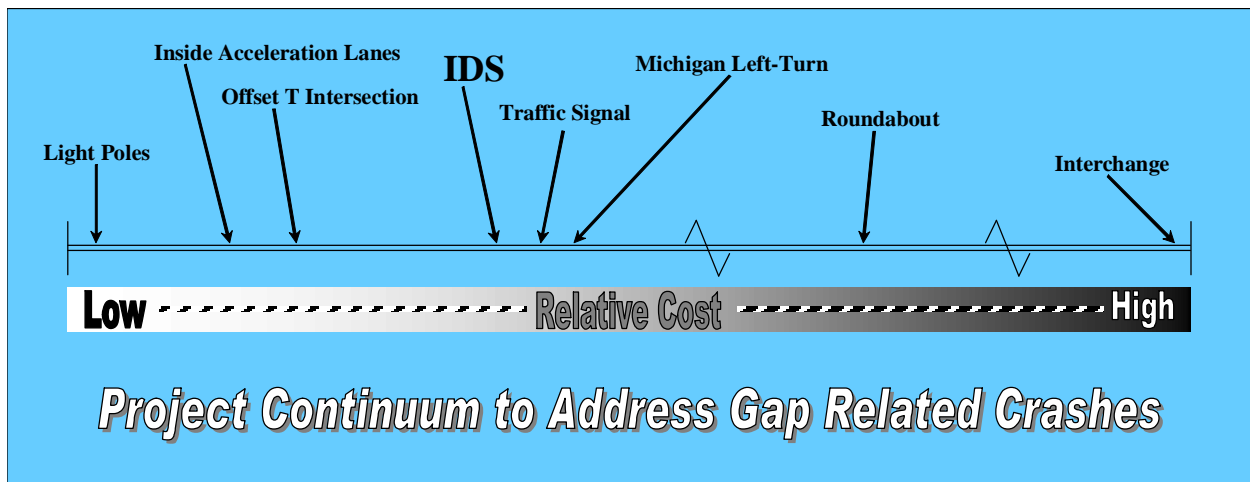 Inside Acceleration Lanes
IDS
Michigan Left-Turn
Offset T Intersection
Traffic Signal
Roundabout
Light Poles
Interchange
Low
Relative Cost
High
Project Continuum to Address Gap Related Crashes